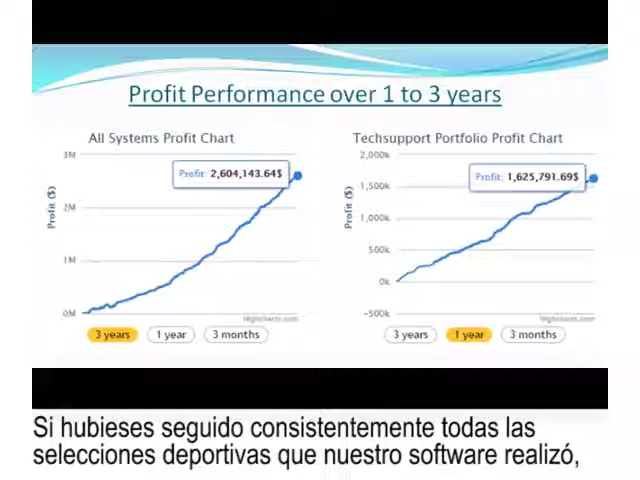 Profit Performance over 1 to 3 years
All Systems Profit Chart
3M
Profit: 2,604,143.64$
2M
Profit ($)
1M
0M
Highcharts.com
3 years
1 year
3 months
Techsupport Portfolio Profit Chart
2,000k
Profit: 1,625,791.69$
1,500k
Profit ($)
1,000k
500k
0k
-500k
Highcharts.com
3 years
1 year
3 months
Si hubieses seguido consistentemente todas las
selecciones deportivas que nuestro software realizó,